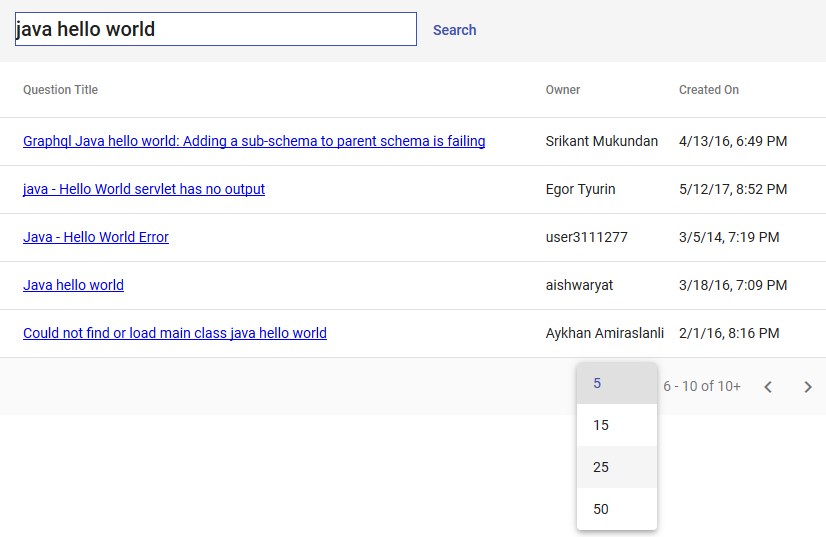 java hello world Search
Question Title Owner Created On
Graphql Java hello world: Adding a sub-schema to parent schema is failing Srikant Mukundan 4/13/16, 6:49 PM
java - Hello World servlet has no output Egor Tyurin 5/12/17, 8:52 PM
Java - Hello World Error user3111277 3/5/14, 7:19 PM
Java hello world aishwaryat 3/18/16, 7:09 PM
Could not find or load main class java hello world Aykhan Amiraslanli 2/1/16, 8:16 PM
5 6 - 10 of 10+
15
25
50